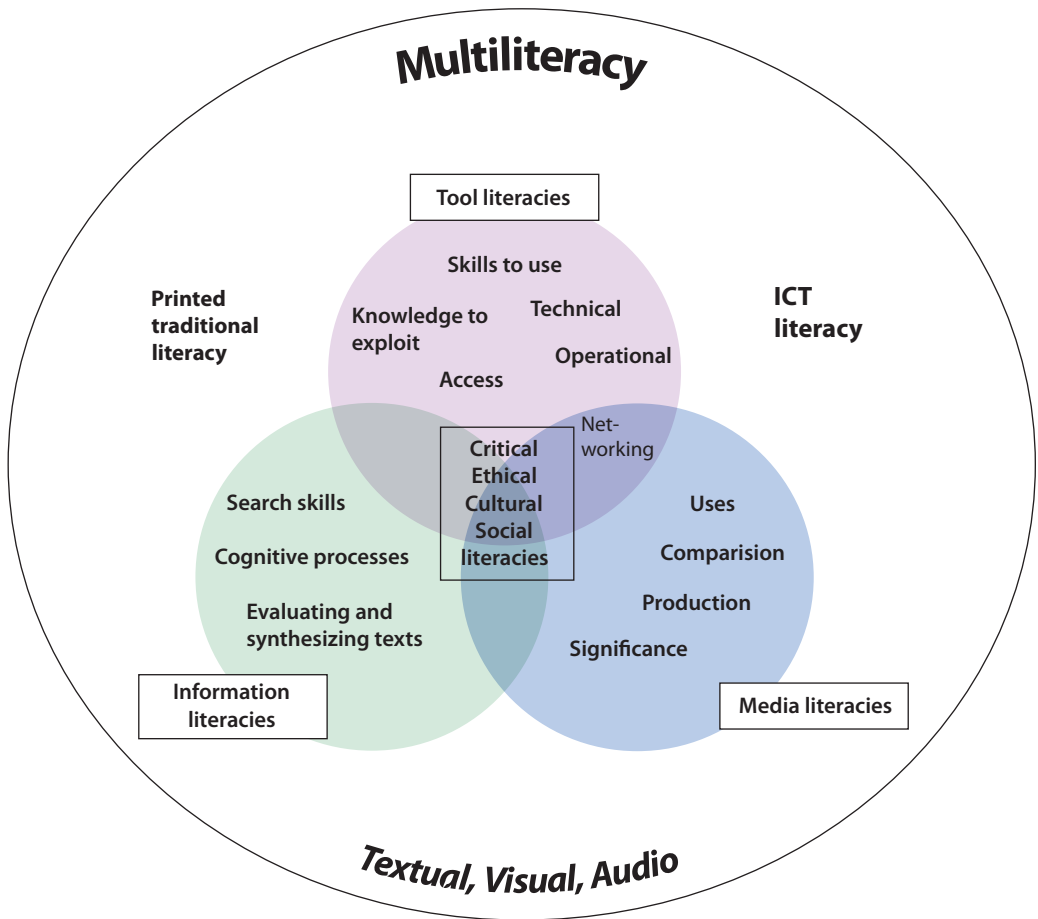 Multiliteracy
Tool literacies
Skills to use
Technical
Knowledge to
exploit
Operational
Access
Printed
traditional
literacy
ICT
literacy
Net-
working
Critical
Ethical
Cultural
Social
literacies
Search skills
Cognitive processes
Evaluating and
synthesizing texts
Uses
Comparision
Production
Significance
Information
literacies
Media literacies
Textual, Visual, Audio